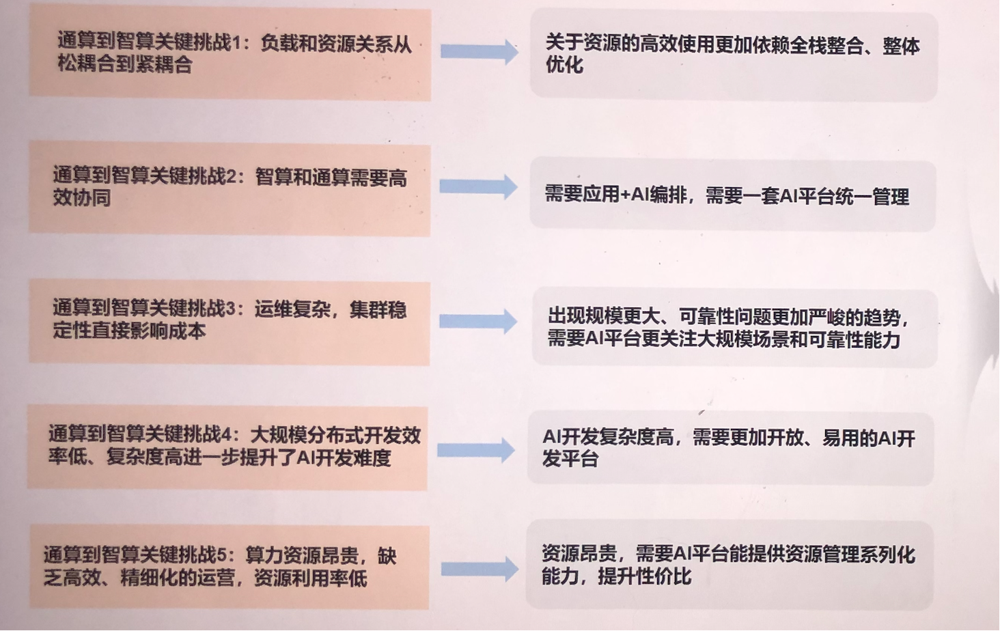 通算到智算关键挑战1：负载和资源关系从
松耦合到紧耦合
关于资源的高效使用更加依赖全栈整合、整体
优化
通算到智算关键挑战2：智算和通算需要高
效协同
需要应用+AI编排，需要一套AI平台统一管理
通算到智算关键挑战3：运维复杂，集群稳
定性直接影响成本
出现规模更大、可靠性问题更加严峻的趋势，
需要AI平台更关注大规模场景和可靠性能力
通算到智算关键挑战4：大规模分布式开发效
率低、复杂度高进一步提升了AI开发难度
AI开发复杂度高，需要更加开放、易用的AI开
发平台
通算到智算关键挑战5：算力资源昂贵，缺
乏高效、精细化的运营，资源利用率低
资源昂贵，需要AI平台能提供资源管理系列化
能力，提升性价比